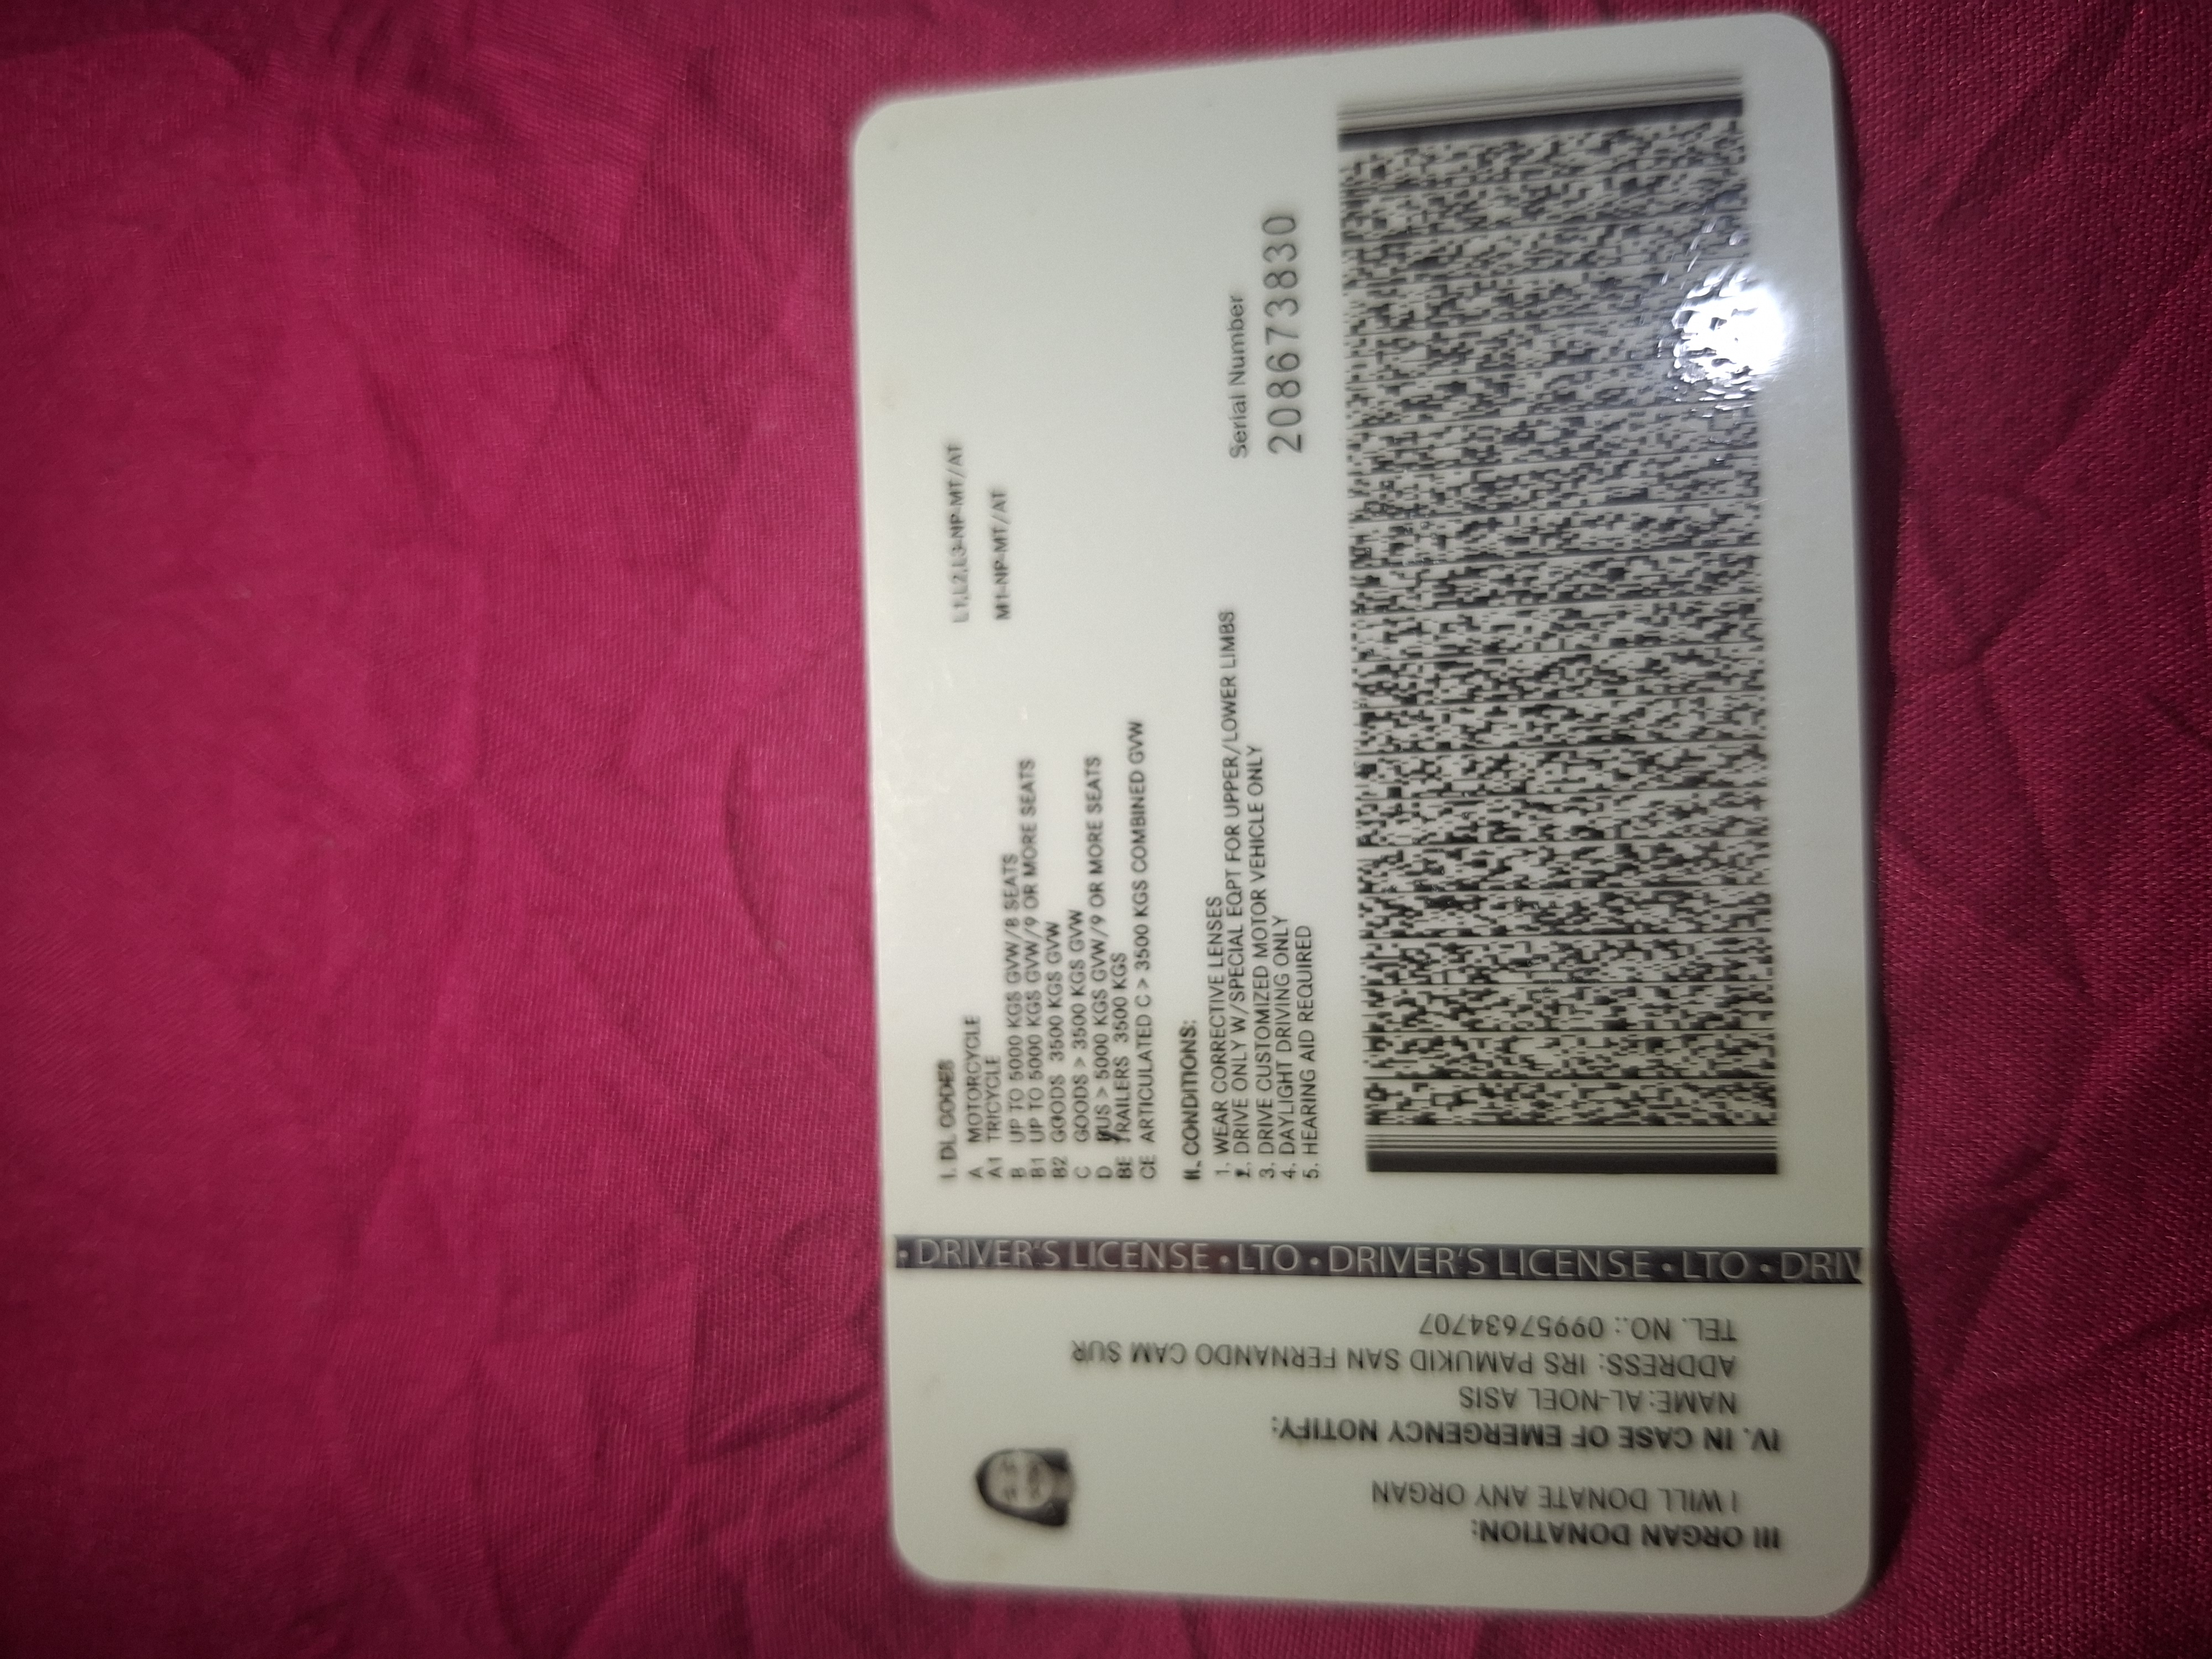 I. DL CODES
A MOTORCYCLE L1,L2,L3-NP-MT/AT
A1 TRICYCLE
B UP TO 5000 KGS GVW/8 SEATS M1-NP-MT/AT
B1 UP TO 5000 KGS GVW/9 OR MORE SEATS
B2 GOODS 3500 KGS GVW
C GOODS > 3500 KGS GVW
D BUS > 5000 KGS GVW/9 OR MORE SEATS
BE TRAILERS 3500 KGS
CE ARTICULATED C > 3500 KGS COMBINED GVW
II. CONDITIONS:
1. WEAR CORRECTIVE LENSES
2. DRIVE ONLY W/SPECIAL EQPT FOR UPPER/LOWER LIMBS
3. DRIVE CUSTOMIZED MOTOR VEHICLE ONLY
4. DAYLIGHT DRIVING ONLY
5. HEARING AID REQUIRED
Serial Number
208673830
• DRIVER'S LICENSE • LTO • DRIVER'S LICENSE • LTO • DRIV
III ORGAN DONATION:
I WILL DONATE ANY ORGAN
IV. IN CASE OF EMERGENCY NOTIFY:
NAME: AL-NOEL ASIS
ADDRESS: IRS PAMUKID SAN FERNANDO CAM SUR
TEL. NO.: 09957634707